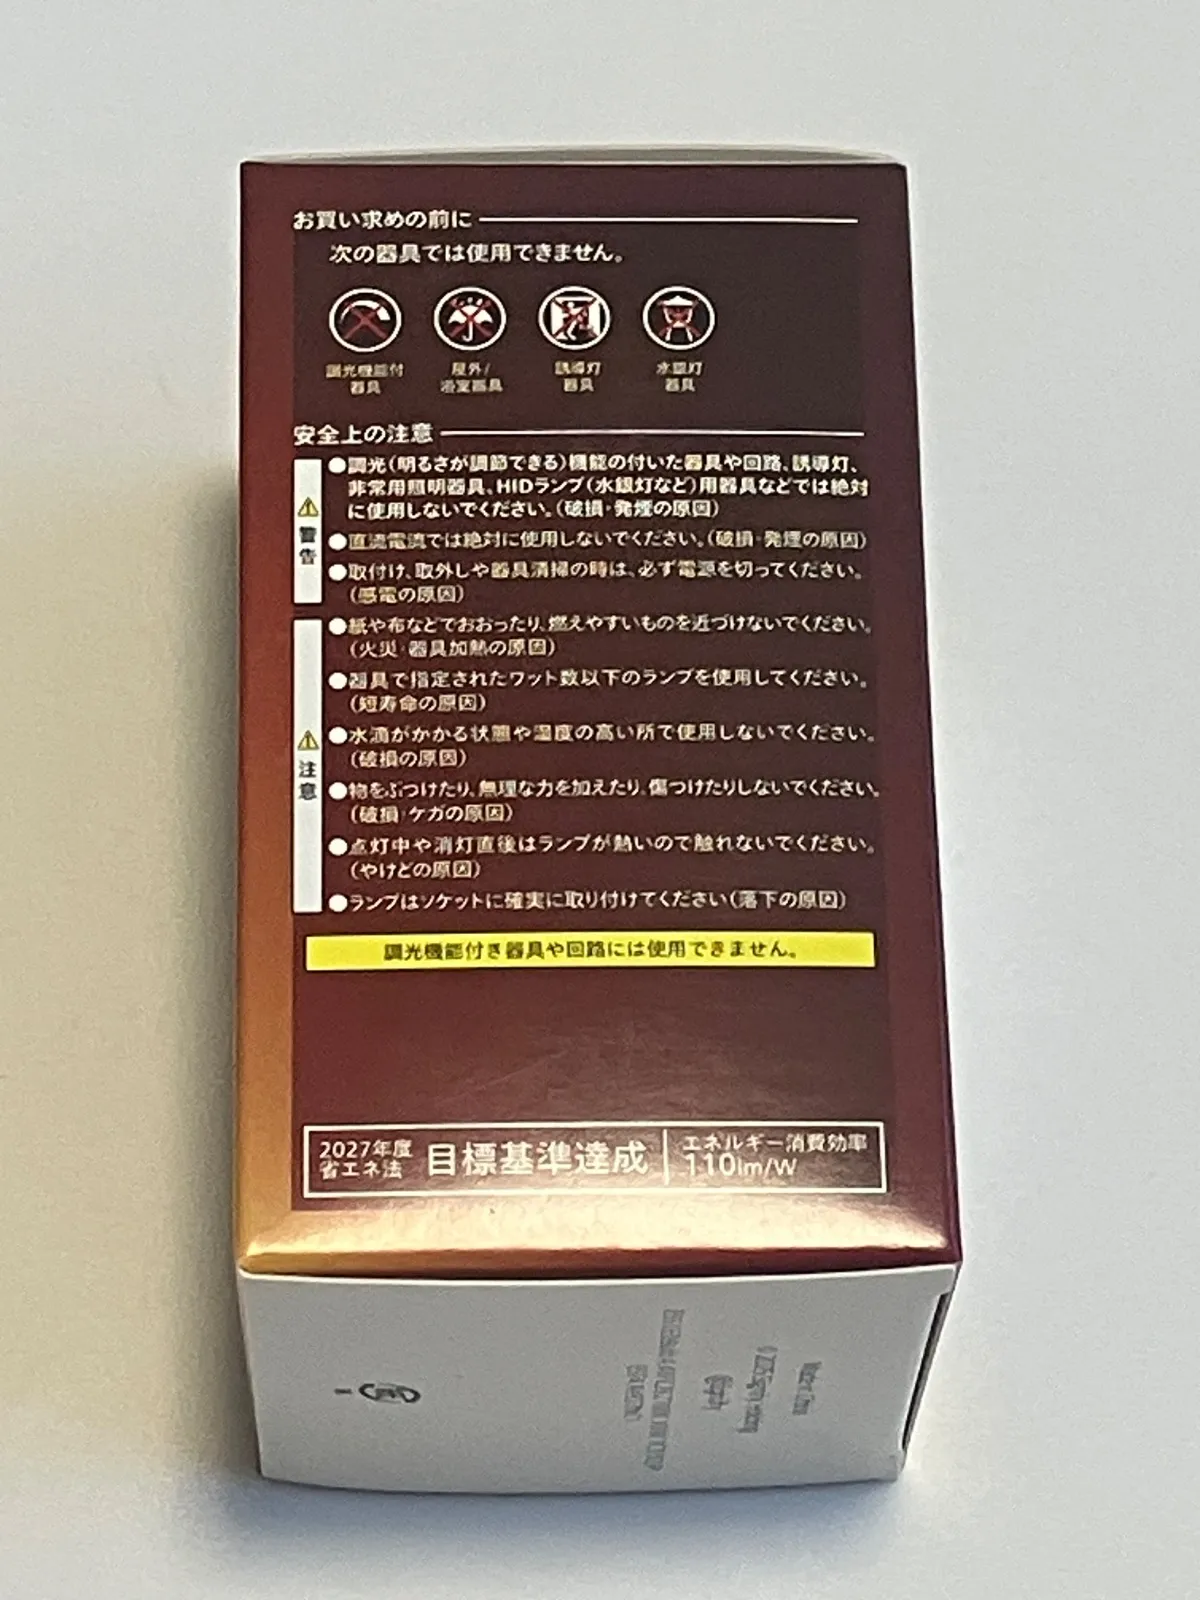 お買い求めの前に
次の器具では使用できません。
調光機能付
器具
屋外/
浴室器具
誘導灯
器具
水銀灯
器具
安全上の注意
警告
●調光(明るさが調節できる)機能の付いた器具や回路、誘導灯、
非常用照明器具、HIDランプ(水銀灯など)用器具などでは絶対
に使用しないでください。(破損・発煙の原因)
●直流電流では絶対に使用しないでください。(破損・発煙の原因)
●取付け、取外しや器具清掃の時は、必ず電源を切ってください。
(感電の原因)
注意
●紙や布などでおおったり、燃えやすいものを近づけないでください。
(火災・器具加熱の原因)
●器具で指定されたワット数以下のランプを使用してください。
(短寿命の原因)
●水滴がかかる状態や湿度の高い所で使用しないでください。
(破損の原因)
●物をぶつけたり、無理な力を加えたり、傷つけたりしないでください。
(破損・ケガの原因)
●点灯中や消灯直後はランプが熱いので触れないでください。
(やけどの原因)
●ランプはソケットに確実に取り付けてください(落下の原因)
調光機能付き器具や回路には使用できません。
2027年度
省エネ法
目標基準達成
エネルギー消費効率
110lm/W